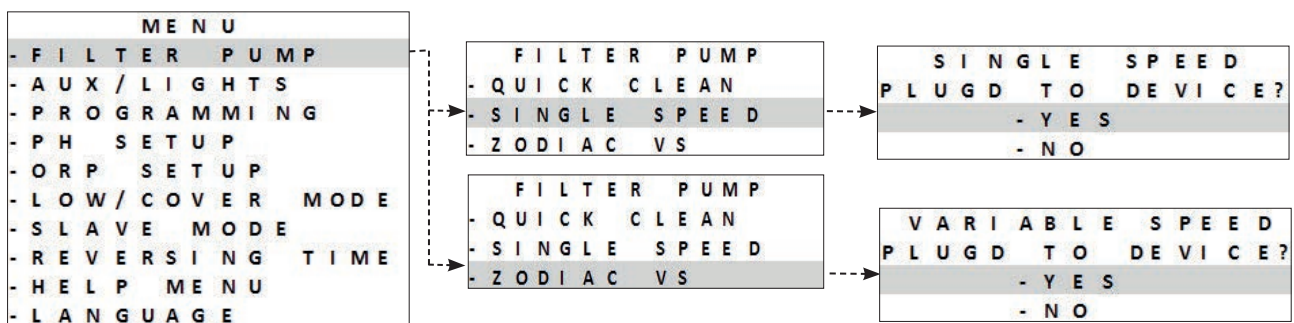 MENU
- FILTER PUMP
- AUX/LIGHTS
- PROGRAMMING
- PH SETUP
- ORP SETUP
- LOW/COVER MODE
- SLAVE MODE
- REVERSING TIME
- HELP MENU
- LANGUAGE
FILTER PUMP
- QUICK CLEAN
- SINGLE SPEED
- ZODIAC VS
SINGLE SPEED
PLUGD TO DEVICE?
- YES
- NO
FILTER PUMP
- QUICK CLEAN
- SINGLE SPEED
- ZODIAC VS
VARIABLE SPEED
PLUGD TO DEVICE?
- YES
- NO